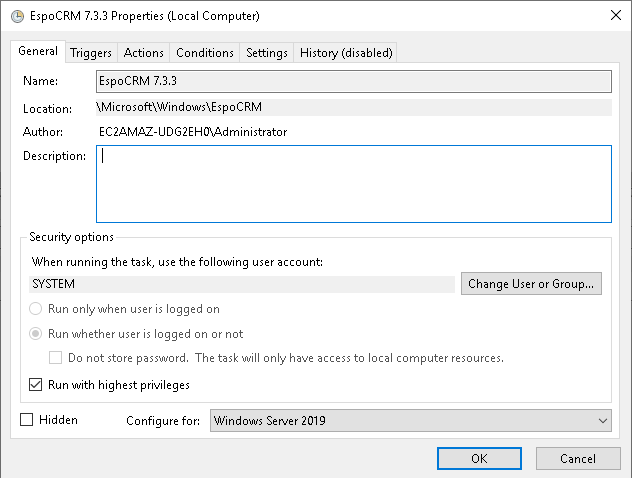 EspoCRM 7.3.3 Properties (Local Computer)
General Triggers Actions Conditions Settings History (disabled)
Name: EspoCRM 7.3.3
Location: \Microsoft\Windows\EspoCRM
Author: EC2AMAZ-UDG2EH0\Administrator
Description:
Security options
When running the task, use the following user account:
SYSTEM Change User or Group...
Run only when user is logged on
Run whether user is logged on or not
Do not store password. The task will only have access to local computer resources.
Run with highest privileges
Hidden Configure for: Windows Server 2019
OK Cancel